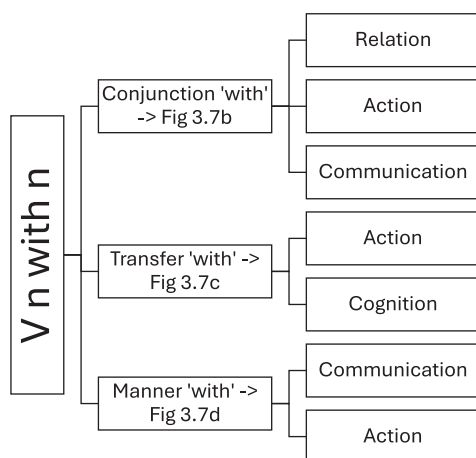 V n with n
Conjunction 'with'
-> Fig 3.7b
Relation
Action
Communication
Transfer 'with' ->
Fig 3.7c
Action
Cognition
Manner 'with' ->
Fig 3.7d
Communication
Action